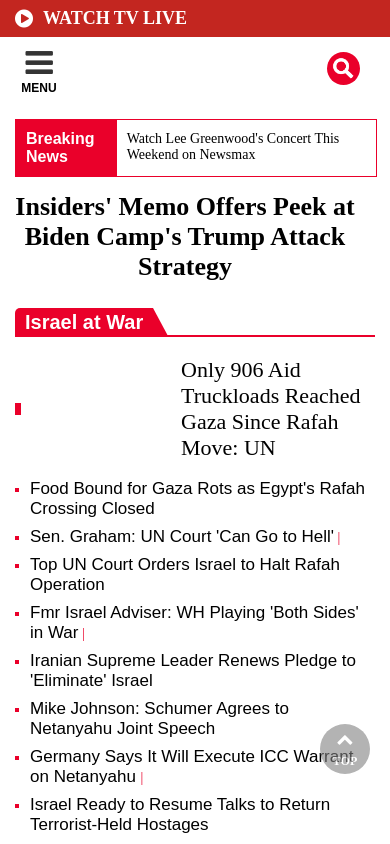 WATCH TV LIVE
MENU
Breaking
News
Watch Lee Greenwood's Concert This
Weekend on Newsmax
Insiders' Memo Offers Peek at
Biden Camp's Trump Attack
Strategy
Israel at War
Only 906 Aid
Truckloads Reached
Gaza Since Rafah
Move: UN
Food Bound for Gaza Rots as Egypt's Rafah
Crossing Closed
Sen. Graham: UN Court 'Can Go to Hell' |
Top UN Court Orders Israel to Halt Rafah
Operation
Fmr Israel Adviser: WH Playing 'Both Sides'
in War |
Iranian Supreme Leader Renews Pledge to
'Eliminate' Israel
Mike Johnson: Schumer Agrees to
Netanyahu Joint Speech
Germany Says It Will Execute ICC Warrant
on Netanyahu |
TOP
Israel Ready to Resume Talks to Return
Terrorist-Held Hostages